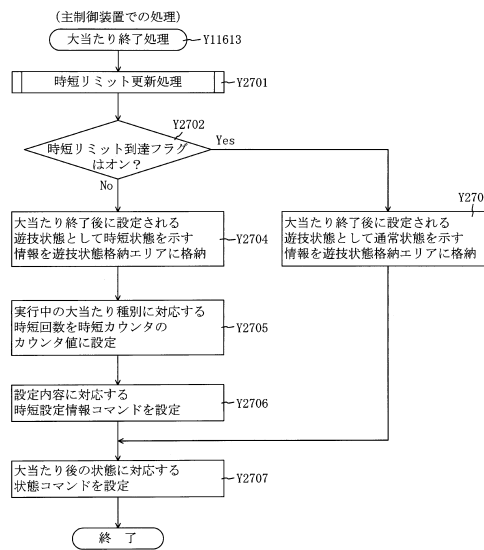 (主制御装置での処理)
大当たり終了処理
Y11613
時短リミット更新処理
Y2701
Y2702
時短リミット到達フラグ
はオン?
Yes
No
Y270
大当たり終了後に設定される
遊技状態として時短状態を示す
情報を遊技状態格納エリアに格納
Y2704
大当たり終了後に設定される
遊技状態として通常状態を示す
情報を遊技状態格納エリアに格納
実行中の大当たり種別に対応する
時短回数を時短カウンタの
カウンタ値に設定
Y2705
設定内容に対応する
時短設定情報コマンドを設定
Y2706
大当たり後の状態に対応する
状態コマンドを設定
Y2707
終了